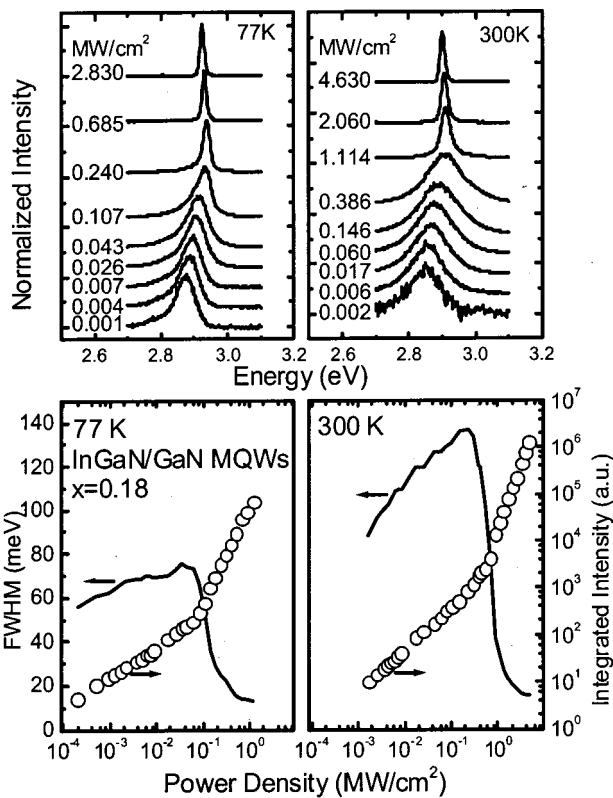 77K
MW/cm²
2.830
0.685
0.240
0.107
0.043
0.026
0.007
0.004
0.001
2.6 2.8 3.0 3.2
300K
MW/cm²
4.630
2.060
1.114
0.386
0.146
0.060
0.017
0.006
0.002
2.6 2.8 3.0 3.2
Normalized Intensity
Energy (eV)
77 K
InGaN/GaN MQWs
x=0.18
140
120
100
80
60
40
20
0
FWHM (meV)
10⁻⁴ 10⁻³ 10⁻² 10⁻¹ 10⁰
300 K
10⁷
10⁶
10⁵
10⁴
10³
10²
10¹
10⁰
Integrated Intensity (a.u.)
10⁻⁴ 10⁻³ 10⁻² 10⁻¹ 10⁰
Power Density (MW/cm²)